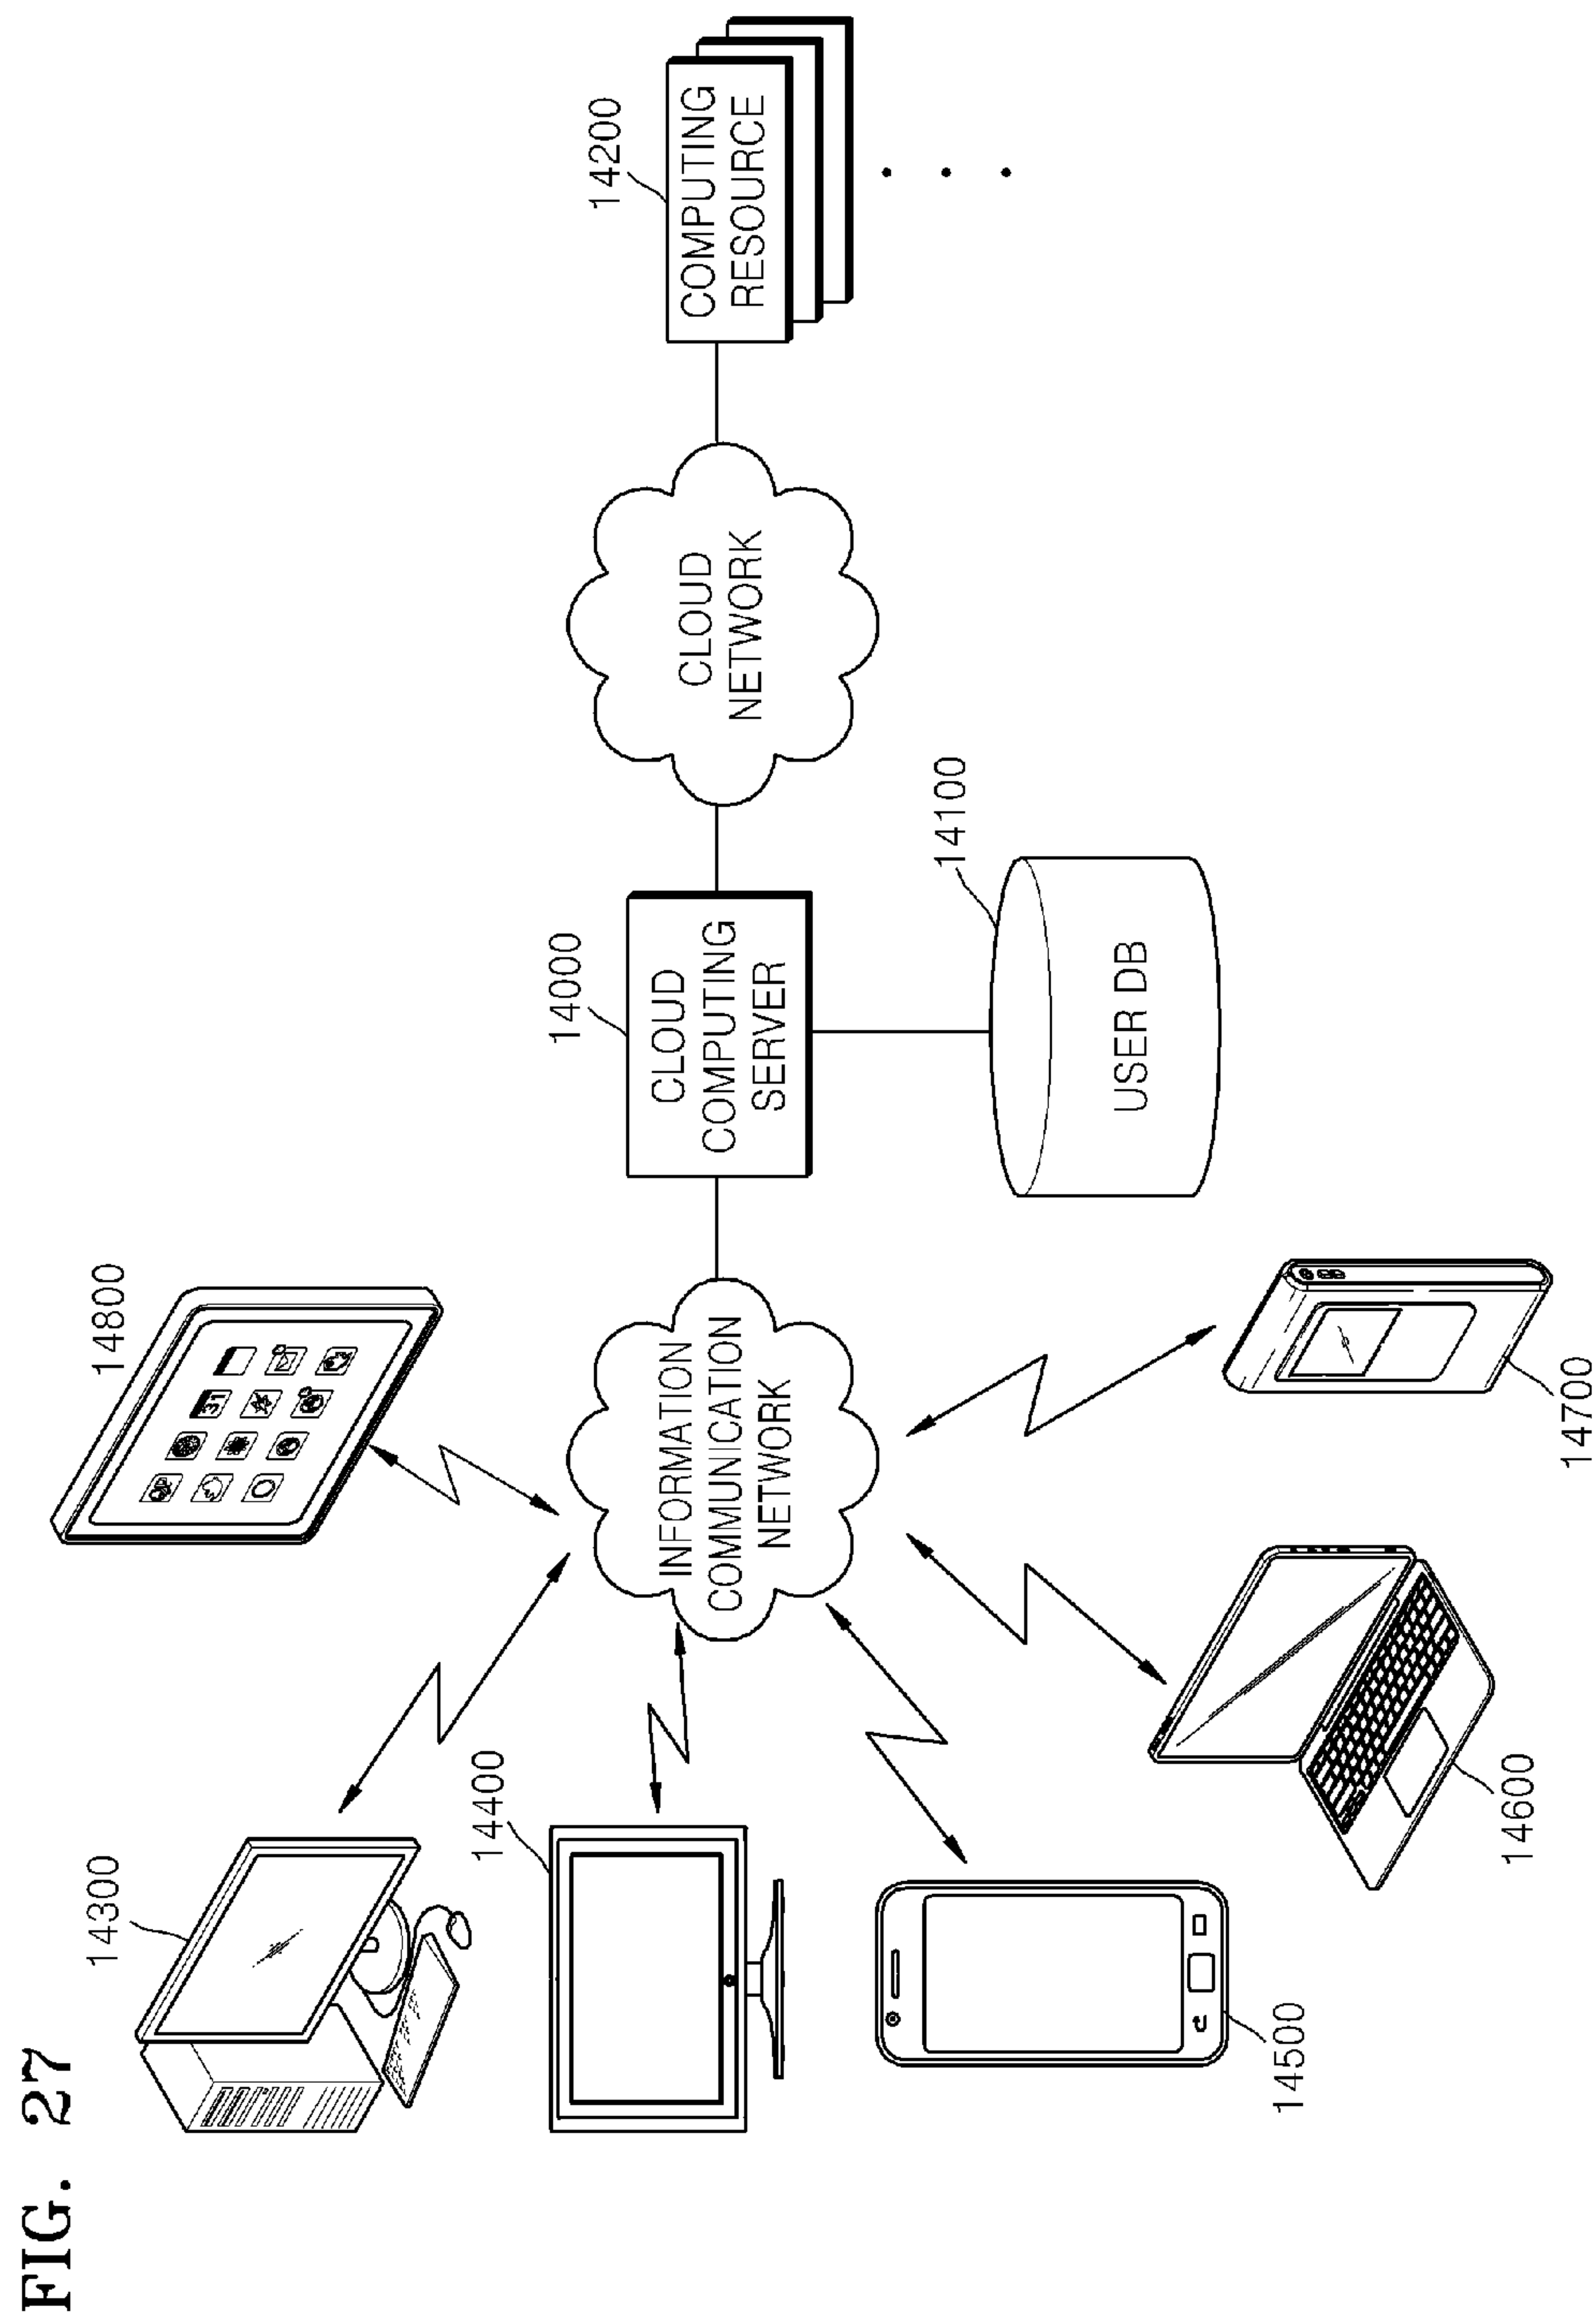 FIG. 27
14300
14800
14400
14500
14600
14700
INFORMATION
COMMUNICATION
NETWORK
14000
CLOUD
COMPUTING
SERVER
14100
USER DB
CLOUD
NETWORK
14200
COMPUTING
RESOURCE
31